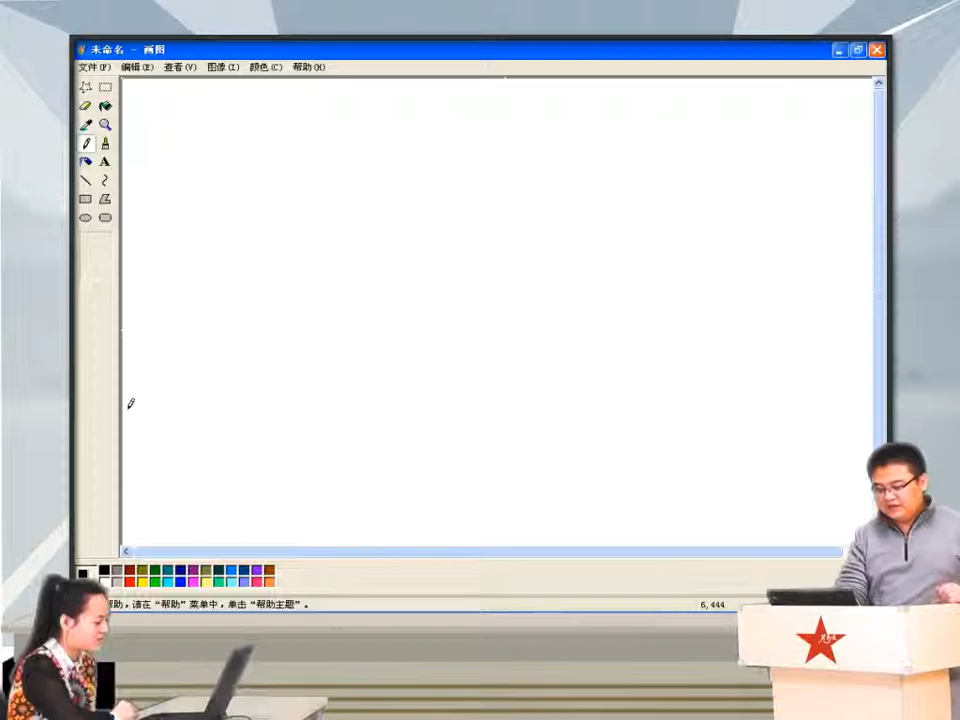 未命名 - 画图
文件(F) 编辑(E) 查看(V) 图像(I) 颜色(C) 帮助(H)
A
帮助,请在“帮助”菜单中,单击“帮助主题”。
6,444